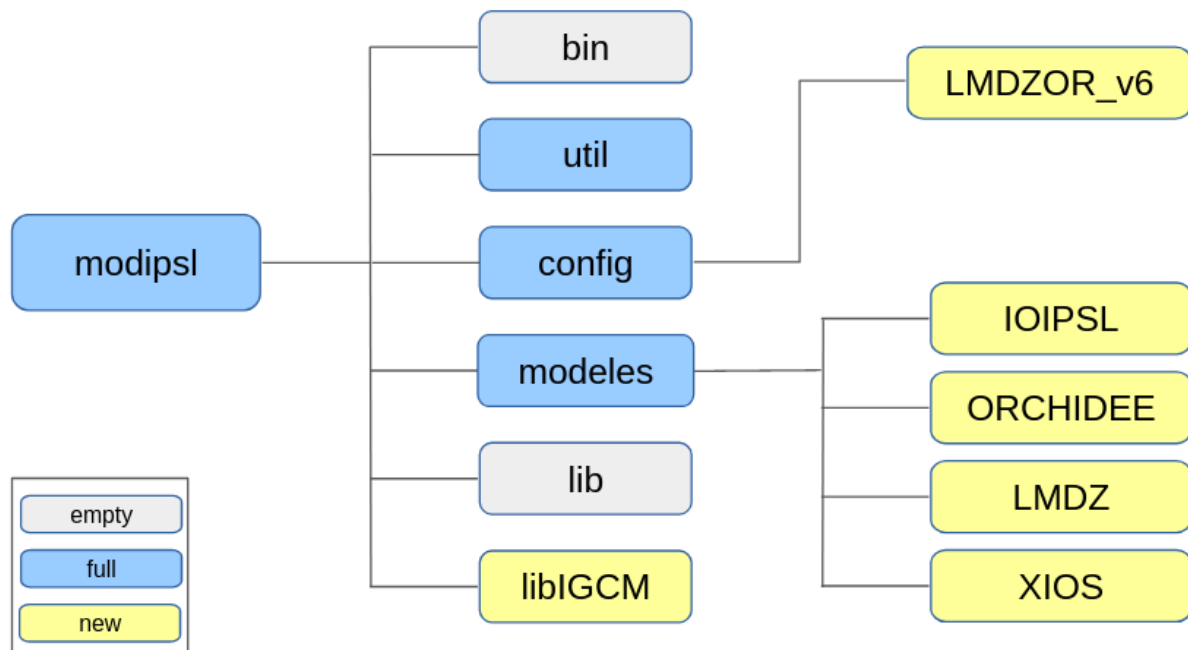 bin
LMDZOR_v6
util
modipsl
config
IOIPSL
modeles
ORCHIDEE
lib
LMDZ
empty
full
libIGCM
XIOS
new